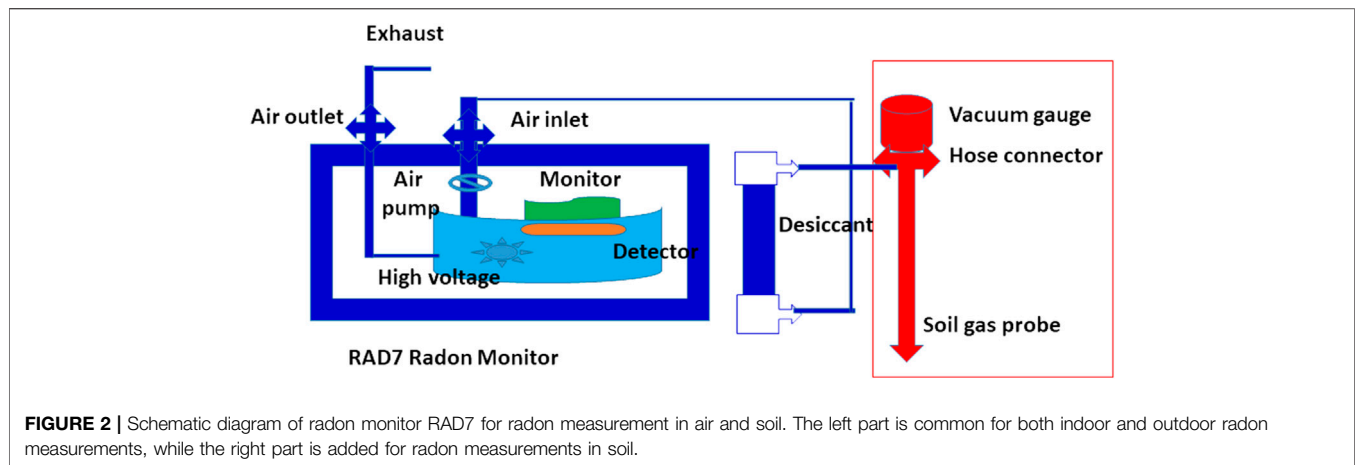 Exhaust
Air outlet
Air inlet
Vacuum gauge
Hose connector
Air
pump
Monitor
Desiccant
Detector
High voltage
Soil gas probe
RAD7 Radon Monitor
FIGURE 2 | Schematic diagram of radon monitor RAD7 for radon measurement in air and soil. The left part is common for both indoor and outdoor radon
measurements, while the right part is added for radon measurements in soil.